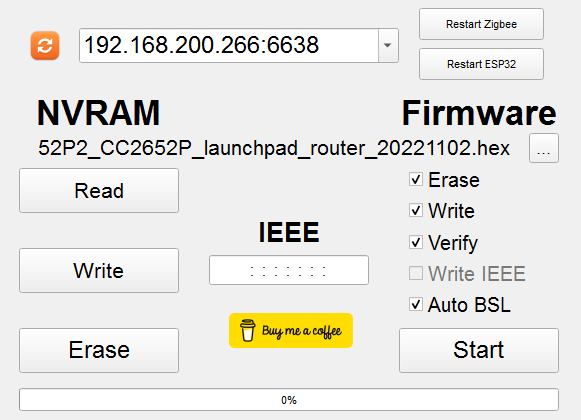 192.168.200.266:6638
Restart Zigbee
Restart ESP32
NVRAM
Firmware
52P2_CC2652P_launchpad_router_20221102.hex
...
Read
Write
Erase
IEEE
: : : : : : :
Buy me a coffee
Erase
Write
Verify
Write IEEE
Auto BSL
Start
0%